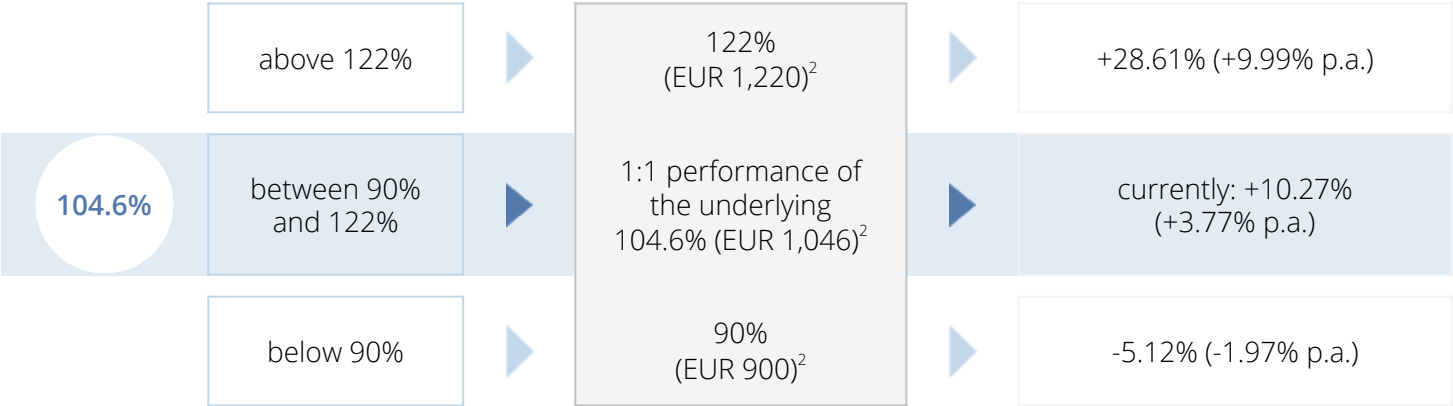 above 122%
122%
(EUR 1,220)²
+28.61% (+9.99% p.a.)
104.6%
between 90%
and 122%
1:1 performance of
the underlying
104.6% (EUR 1,046)²
currently: +10.27%
(+3.77% p.a.)
below 90%
90%
(EUR 900)²
-5.12% (-1.97% p.a.)